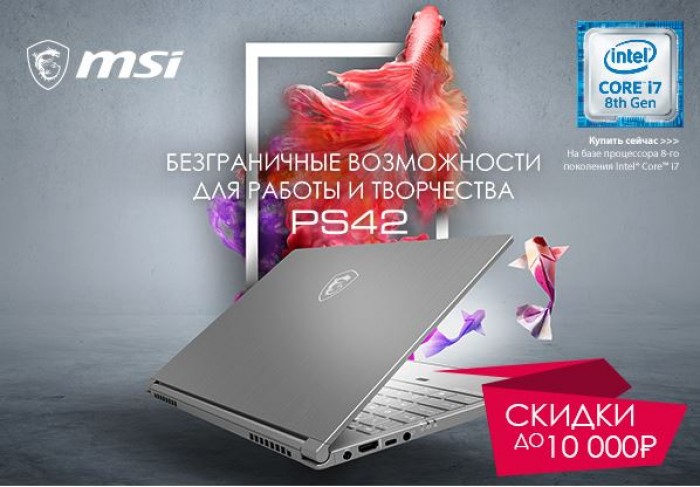 msi
intel
CORE i7
8th Gen
Купить сейчас >>>
На базе процессора 8-го
поколения Intel® Core™ i7
БЕЗГРАНИЧНЫЕ ВОЗМОЖНОСТИ
ДЛЯ РАБОТЫ И ТВОРЧЕСТВА
PS42
СКИДКИ
ДО 10 000₽